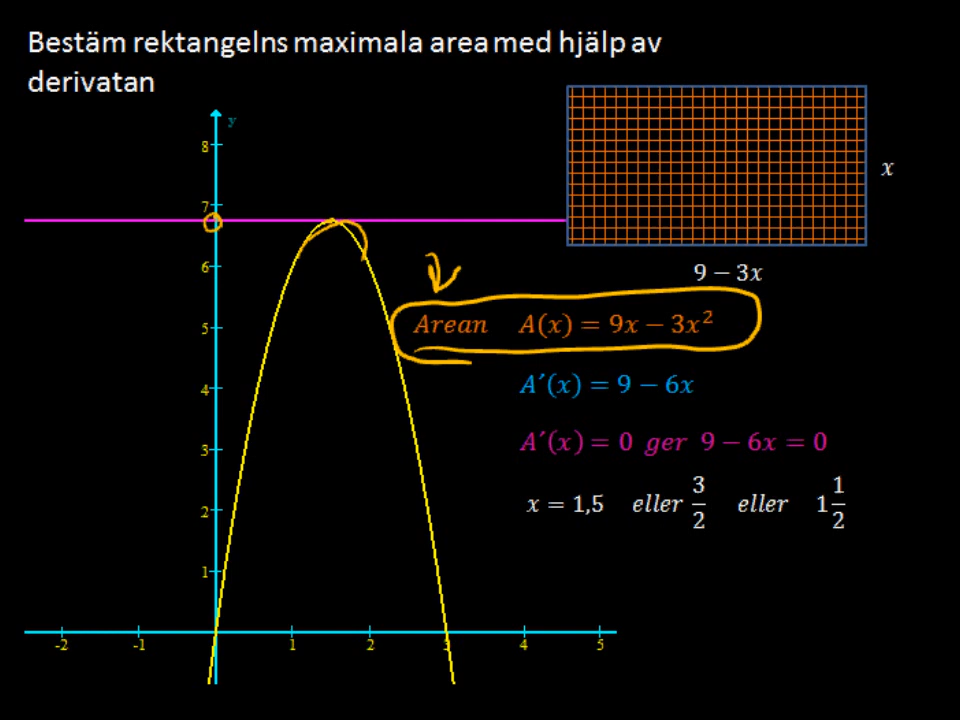 Bestäm rektangelns maximala area med hjälp av
derivatan
y
8
7
6
5
4
3
2
1
-2 -1 1 2 3 4 5
x
9 − 3x
Arean A(x) = 9x − 3x²
A´(x) = 9 − 6x
A´(x) = 0 ger 9 − 6x = 0
x = 1,5 eller 3/2 eller 1 1/2